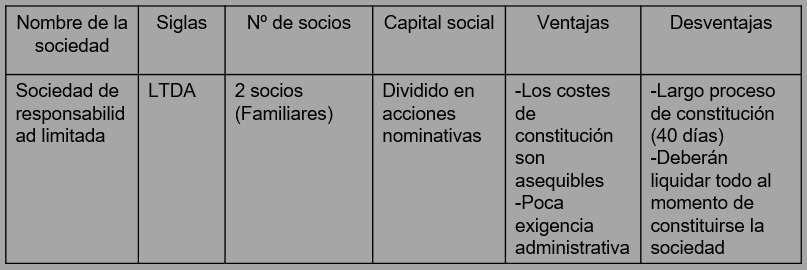 Nombre de la
sociedad
Siglas
Nº de socios
Capital social
Ventajas
Desventajas
Sociedad de
responsabilid
ad limitada
LTDA
2 socios
(Familiares)
Dividido en
acciones
nominativas
-Los costes
de
constitución
son
asequibles
-Poca
exigencia
administrativa
-Largo proceso
de constitución
(40 días)
-Deberán
liquidar todo al
momento de
constituirse la
sociedad